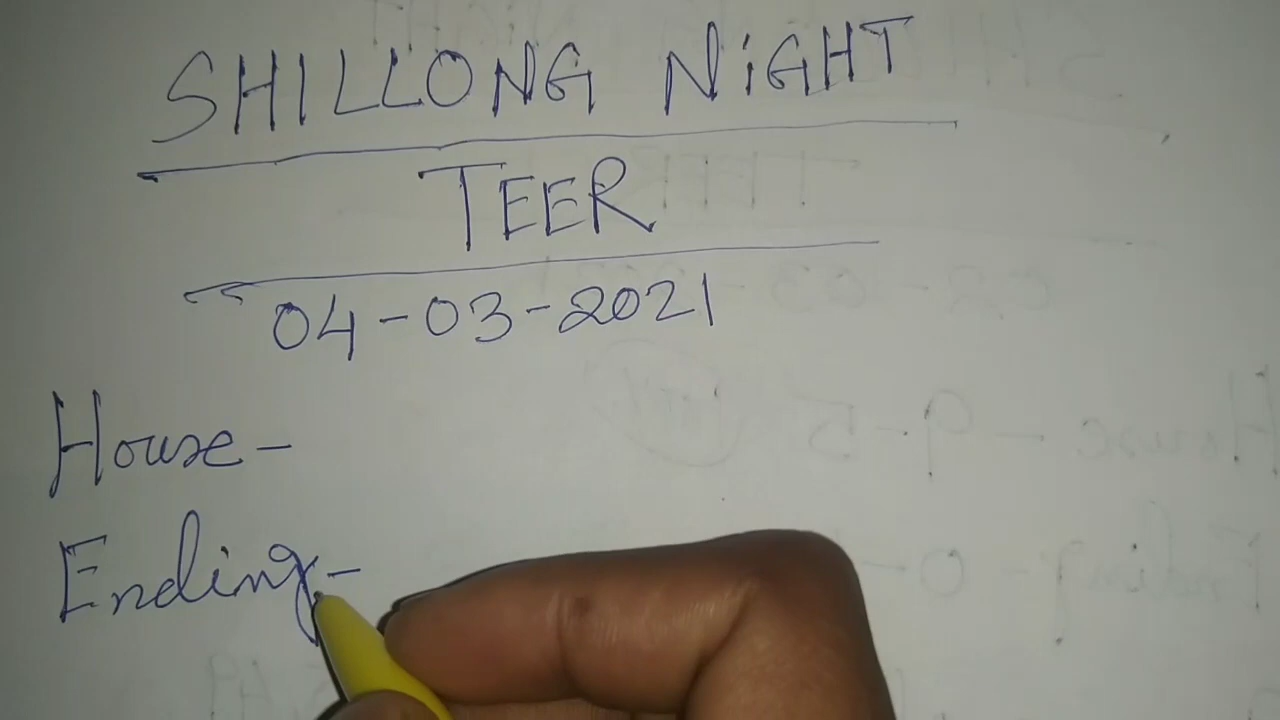 SHILLONG NiGHT
TEER
04-03-2021
House-
Ending-